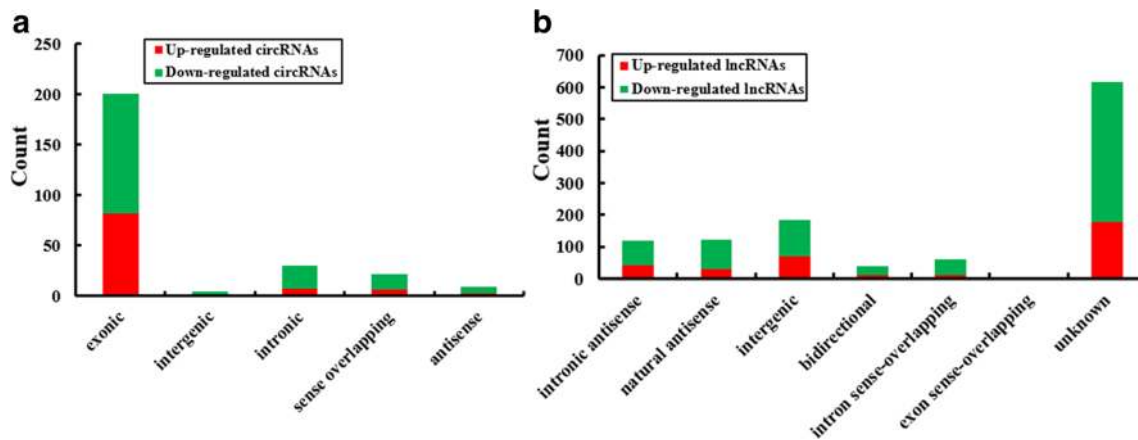 a
Count
250
200
150
100
50
0
Up-regulated circRNAs
Down-regulated circRNAs
exonic
intergenic
intronic
sense overlapping
antisense
b
Count
700
600
500
400
300
200
100
0
Up-regulated lncRNAs
Down-regulated lncRNAs
intronic antisense
natural antisense
intergenic
bidirectional
intron sense-overlapping
exon sense-overlapping
unknown